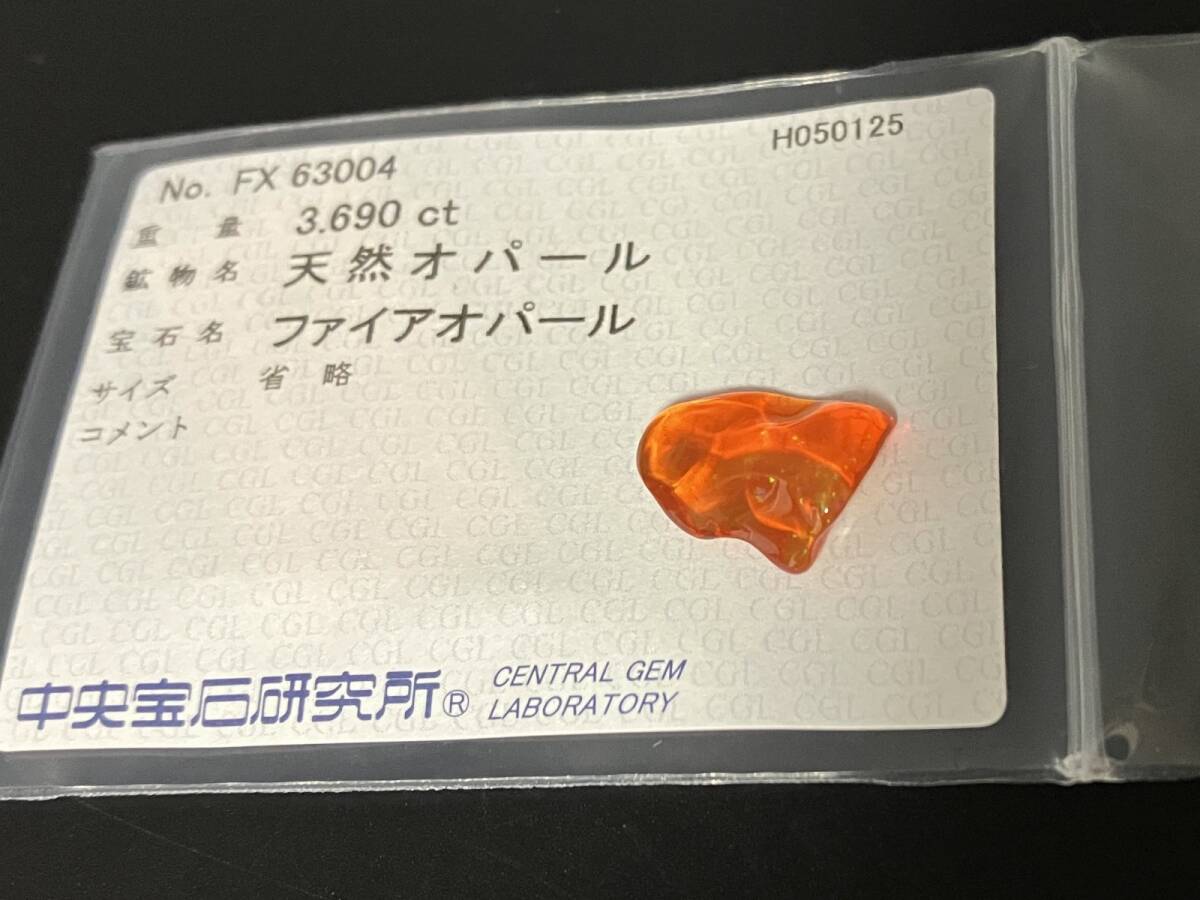 No. FX 63004 H050125
重量 3.690 ct
鉱物名 天然オパール
宝石名 ファイアオパール
サイズ 省略
コメント
中央宝石研究所® CENTRAL GEM
LABORATORY